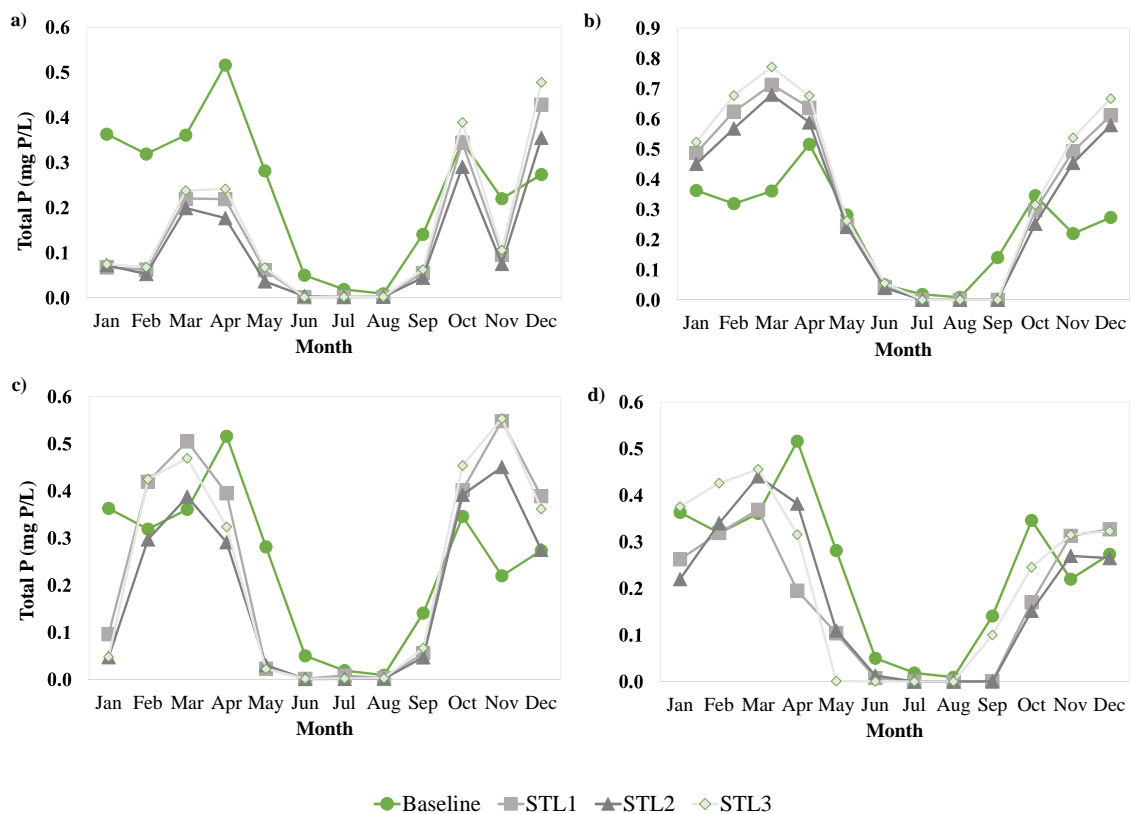 a)
0.6
0.5
0.4
0.3
0.2
0.1
0.0
Total P (mg P/L)
Jan Feb Mar Apr May Jun Jul Aug Sep Oct Nov Dec
Month
b)
0.9
0.8
0.7
0.6
0.5
0.4
0.3
0.2
0.1
0.0
Jan Feb Mar Apr May Jun Jul Aug Sep Oct Nov Dec
Month
c)
0.6
0.5
0.4
0.3
0.2
0.1
0.0
Total P (mg P/L)
Jan Feb Mar Apr May Jun Jul Aug Sep Oct Nov Dec
Month
d)
0.6
0.5
0.4
0.3
0.2
0.1
0.0
Jan Feb Mar Apr May Jun Jul Aug Sep Oct Nov Dec
Month
Baseline STL1 STL2 STL3